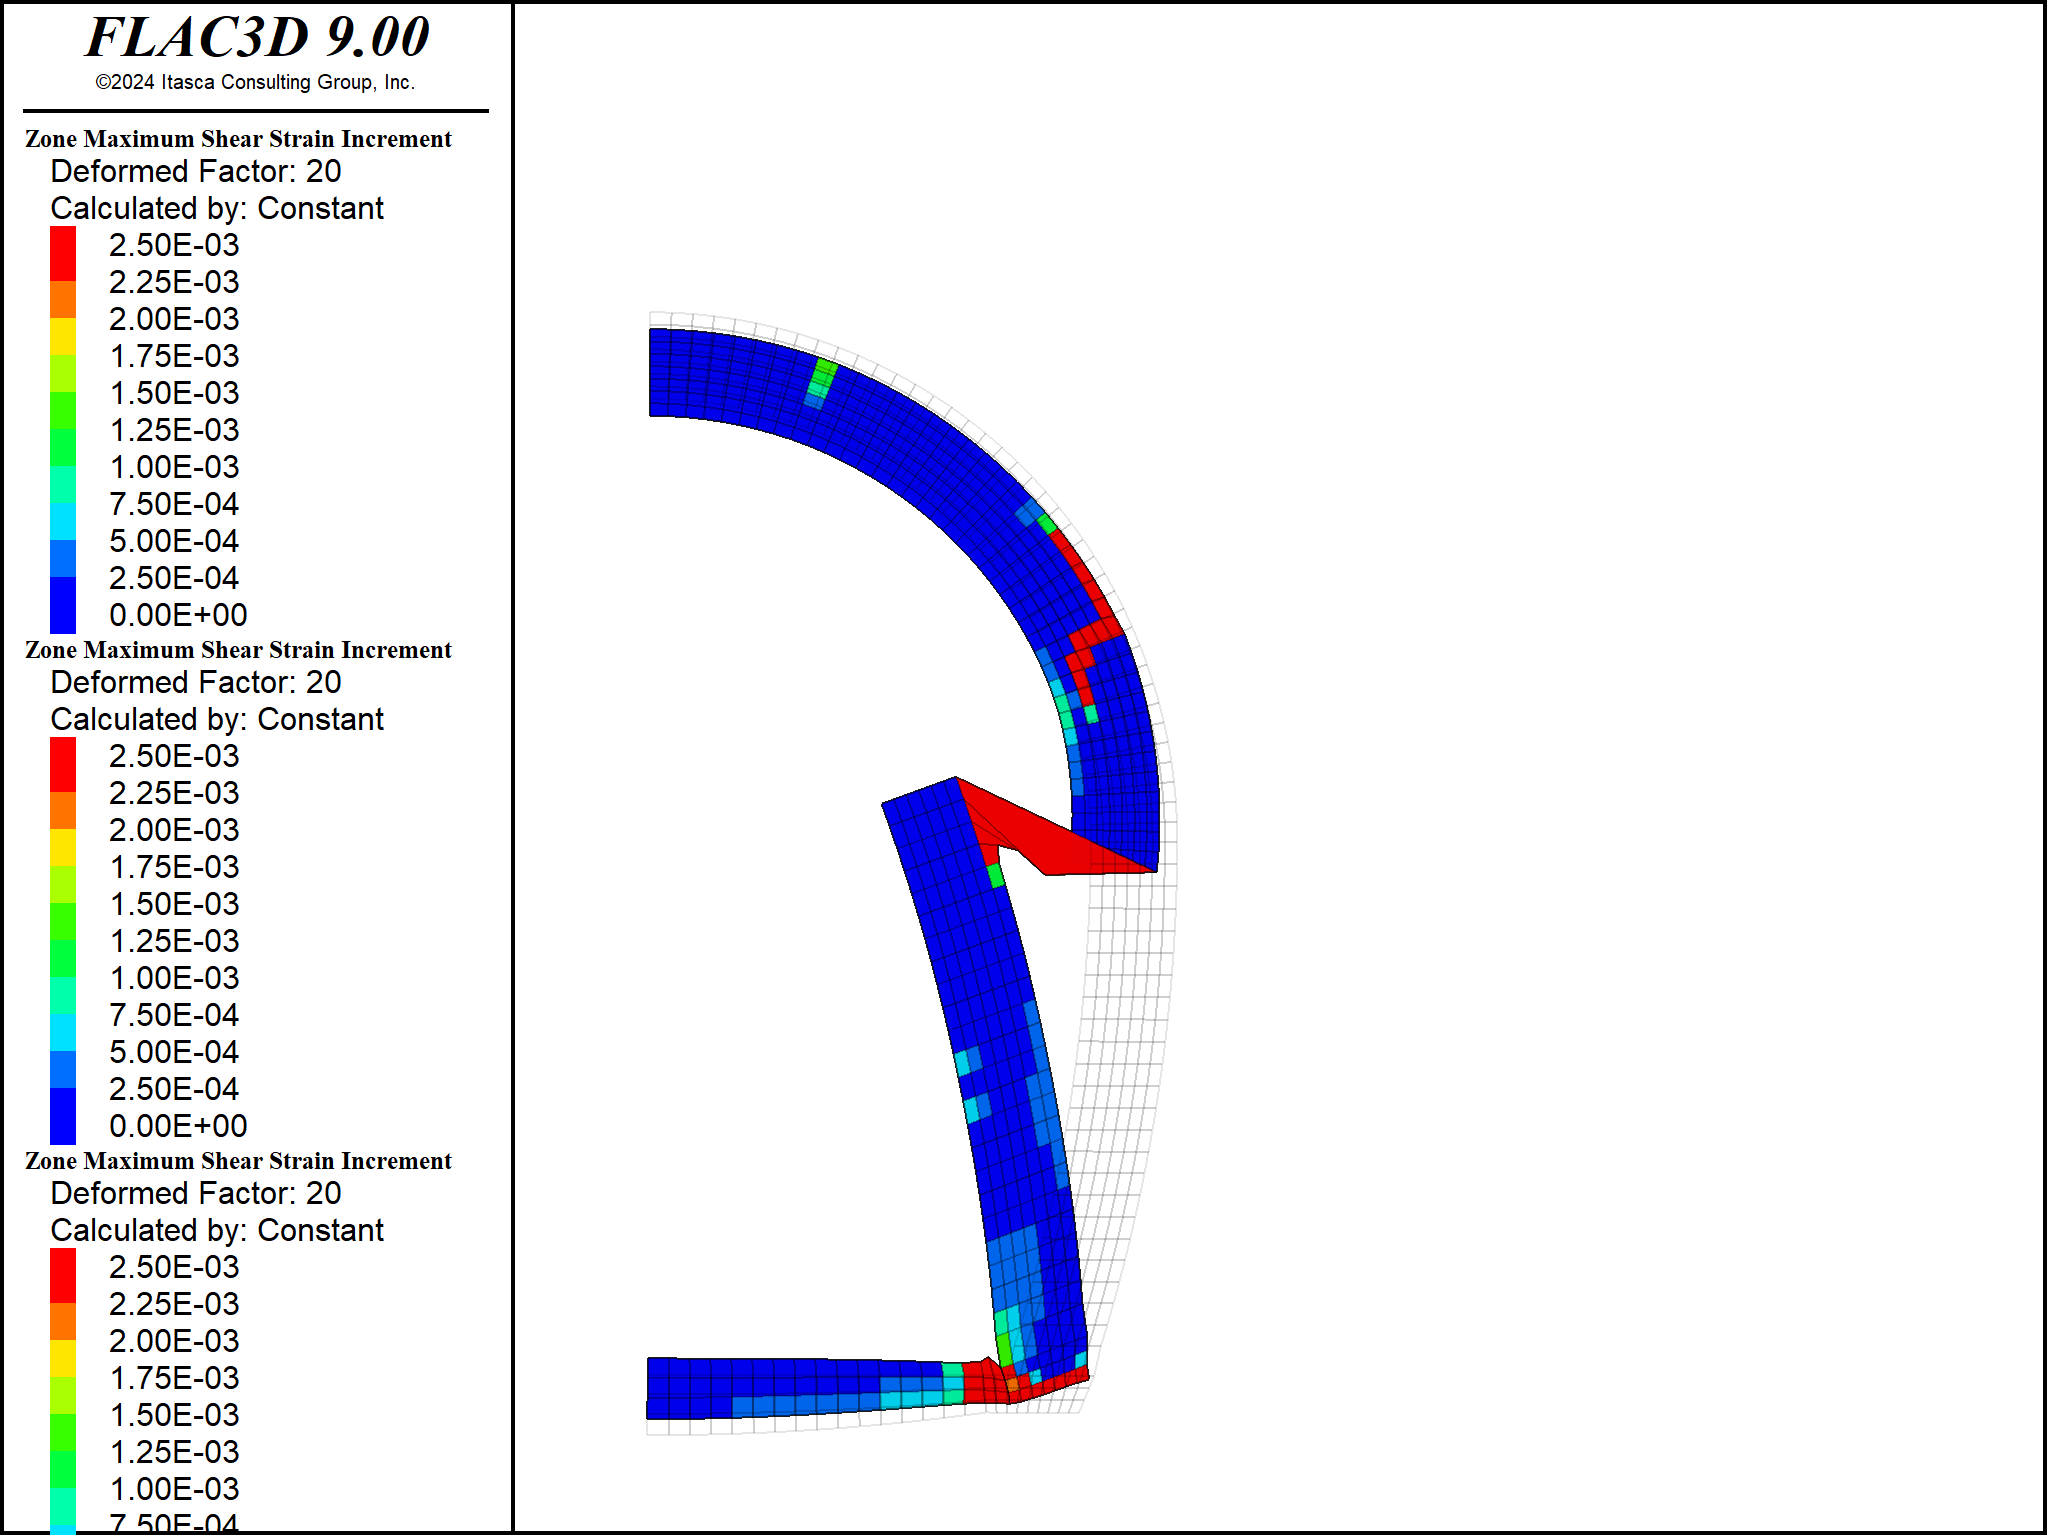 FLAC3D 9.00
©2024 Itasca Consulting Group, Inc.
Zone Maximum Shear Strain Increment
Deformed Factor: 20
Calculated by: Constant
2.50E-03
2.25E-03
2.00E-03
1.75E-03
1.50E-03
1.25E-03
1.00E-03
7.50E-04
5.00E-04
2.50E-04
0.00E+00
Zone Maximum Shear Strain Increment
Deformed Factor: 20
Calculated by: Constant
2.50E-03
2.25E-03
2.00E-03
1.75E-03
1.50E-03
1.25E-03
1.00E-03
7.50E-04
5.00E-04
2.50E-04
0.00E+00
Zone Maximum Shear Strain Increment
Deformed Factor: 20
Calculated by: Constant
2.50E-03
2.25E-03
2.00E-03
1.75E-03
1.50E-03
1.25E-03
1.00E-03
7.50E-04